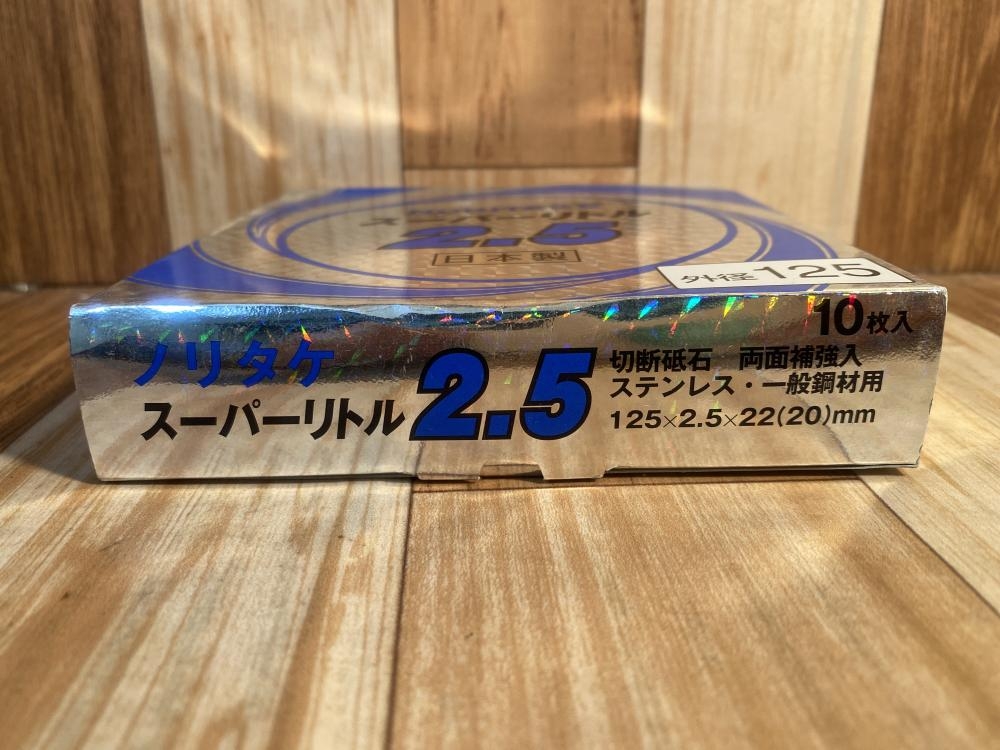 スーパーリトル
2.5
日本製
外径125
10枚入
ノリタケ
スーパーリトル
2.5
切断砥石 両面補強入
ステンレス・一般鋼材用
125×2.5×22(20)mm